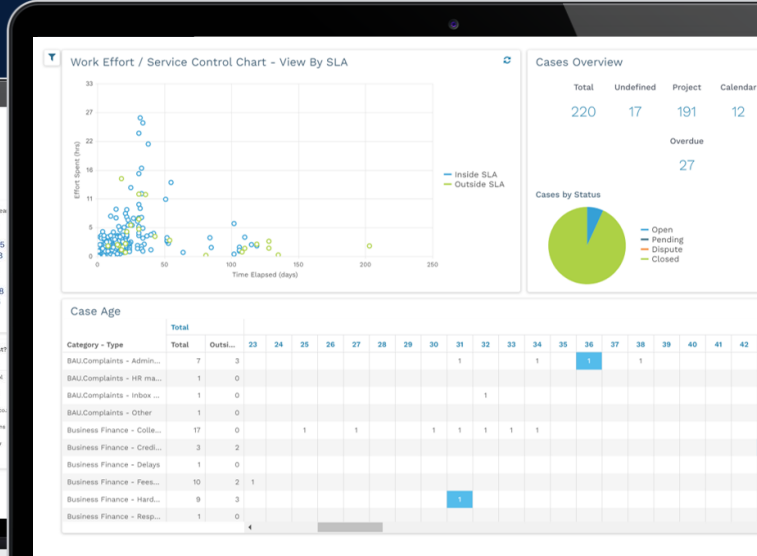 Work Effort / Service Control Chart - View By SLA
33
27
22
16
11
5
0
Effort Spent (hrs)
0 50 100 150 200 250
Time Elapsed (days)
Inside SLA
Outside SLA
Cases Overview
Total Undefined Project Calendar
220 17 191 12
Overdue
27
Cases by Status
Open
Pending
Dispute
Closed
Case Age
Total
Category - Type Total Outsi... 23 24 25 26 27 28 29 30 31 32 33 34 35 36 37 38 39 40 41 42
BAU.Complaints - Admin... 7 3 1 1 1 1
BAU.Complaints - HR ma... 1 0
BAU.Complaints - Inbox ... 1 0 1
BAU.Complaints - Other 1 0
Business Finance - Colle... 17 0 1 1 1 1 1 1 1
Business Finance - Credi... 3 2
Business Finance - Delays 1 0
Business Finance - Fees... 10 2 1
Business Finance - Hard... 9 3 1
Business Finance - Resp... 1 0